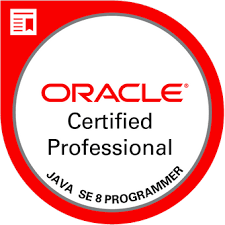 ORACLE®
Certified
Professional
JAVA SE 8 PROGRAMMER